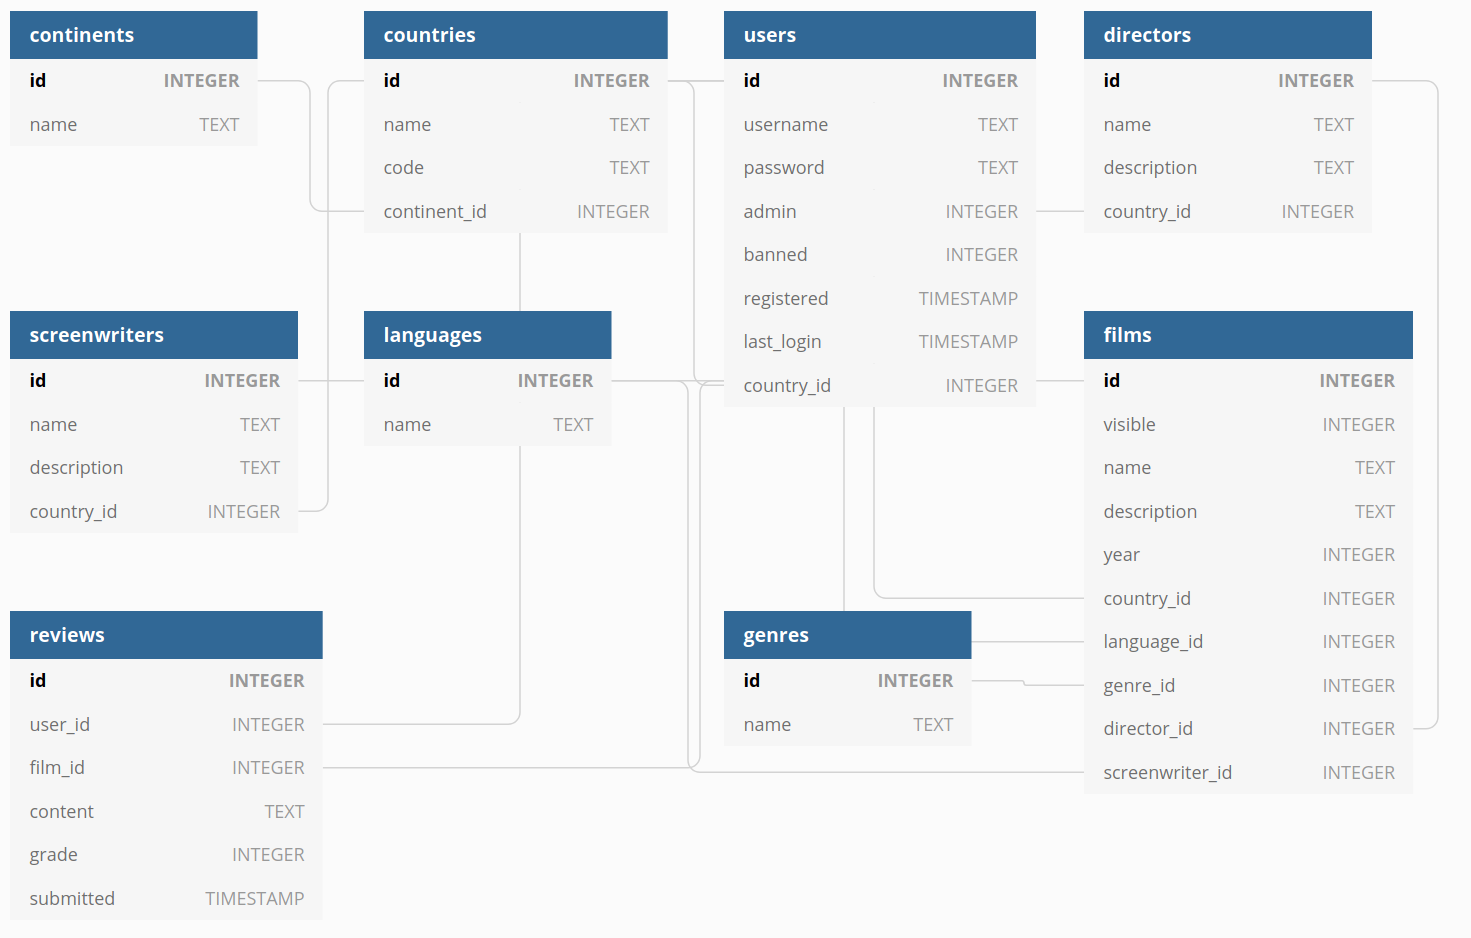 continents
id INTEGER
name TEXT
countries
id INTEGER
name TEXT
code TEXT
continent_id INTEGER
users
id INTEGER
username TEXT
password TEXT
admin INTEGER
banned INTEGER
registered TIMESTAMP
last_login TIMESTAMP
country_id INTEGER
directors
id INTEGER
name TEXT
description TEXT
country_id INTEGER
screenwriters
id INTEGER
name TEXT
description TEXT
country_id INTEGER
languages
id INTEGER
name TEXT
films
id INTEGER
visible INTEGER
name TEXT
description TEXT
year INTEGER
country_id INTEGER
language_id INTEGER
genre_id INTEGER
director_id INTEGER
screenwriter_id INTEGER
reviews
id INTEGER
user_id INTEGER
film_id INTEGER
content TEXT
grade INTEGER
submitted TIMESTAMP
genres
id INTEGER
name TEXT